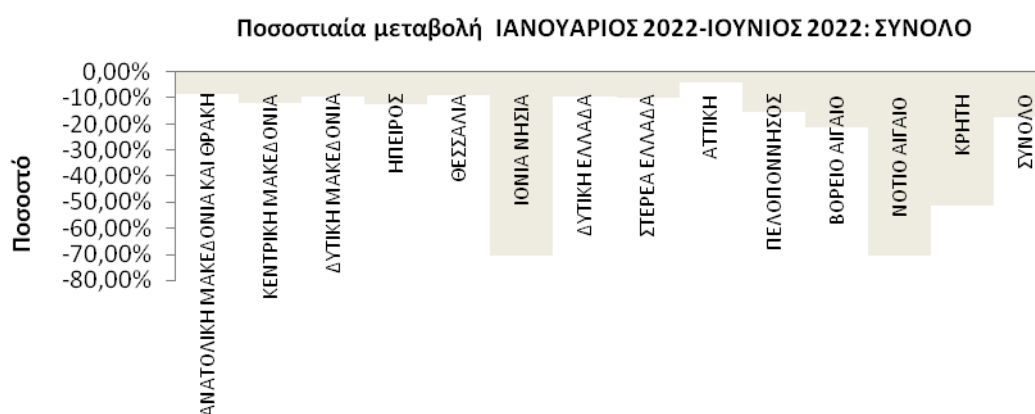 Ποσοστιαία μεταβολή ΙΑΝΟΥΑΡΙΟΣ 2022-ΙΟΥΝΙΟΣ 2022: ΣΥΝΟΛΟ
0,00%
-10,00%
-20,00%
-30,00%
-40,00%
-50,00%
-60,00%
-70,00%
-80,00%
Ποσοστό
ΑΝΑΤΟΛΙΚΗ ΜΑΚΕΔΟΝΙΑ ΚΑΙ ΘΡΑΚΗ
ΚΕΝΤΡΙΚΗ ΜΑΚΕΔΟΝΙΑ
ΔΥΤΙΚΗ ΜΑΚΕΔΟΝΙΑ
ΗΠΕΙΡΟΣ
ΘΕΣΣΑΛΙΑ
ΙΟΝΙΑ ΝΗΣΙΑ
ΔΥΤΙΚΗ ΕΛΛΑΔΑ
ΣΤΕΡΕΑ ΕΛΛΑΔΑ
ΑΤΤΙΚΗ
ΠΕΛΟΠΟΝΝΗΣΟΣ
ΒΟΡΕΙΟ ΑΙΓΑΙΟ
ΝΟΤΙΟ ΑΙΓΑΙΟ
ΚΡΗΤΗ
ΣΥΝΟΛΟ